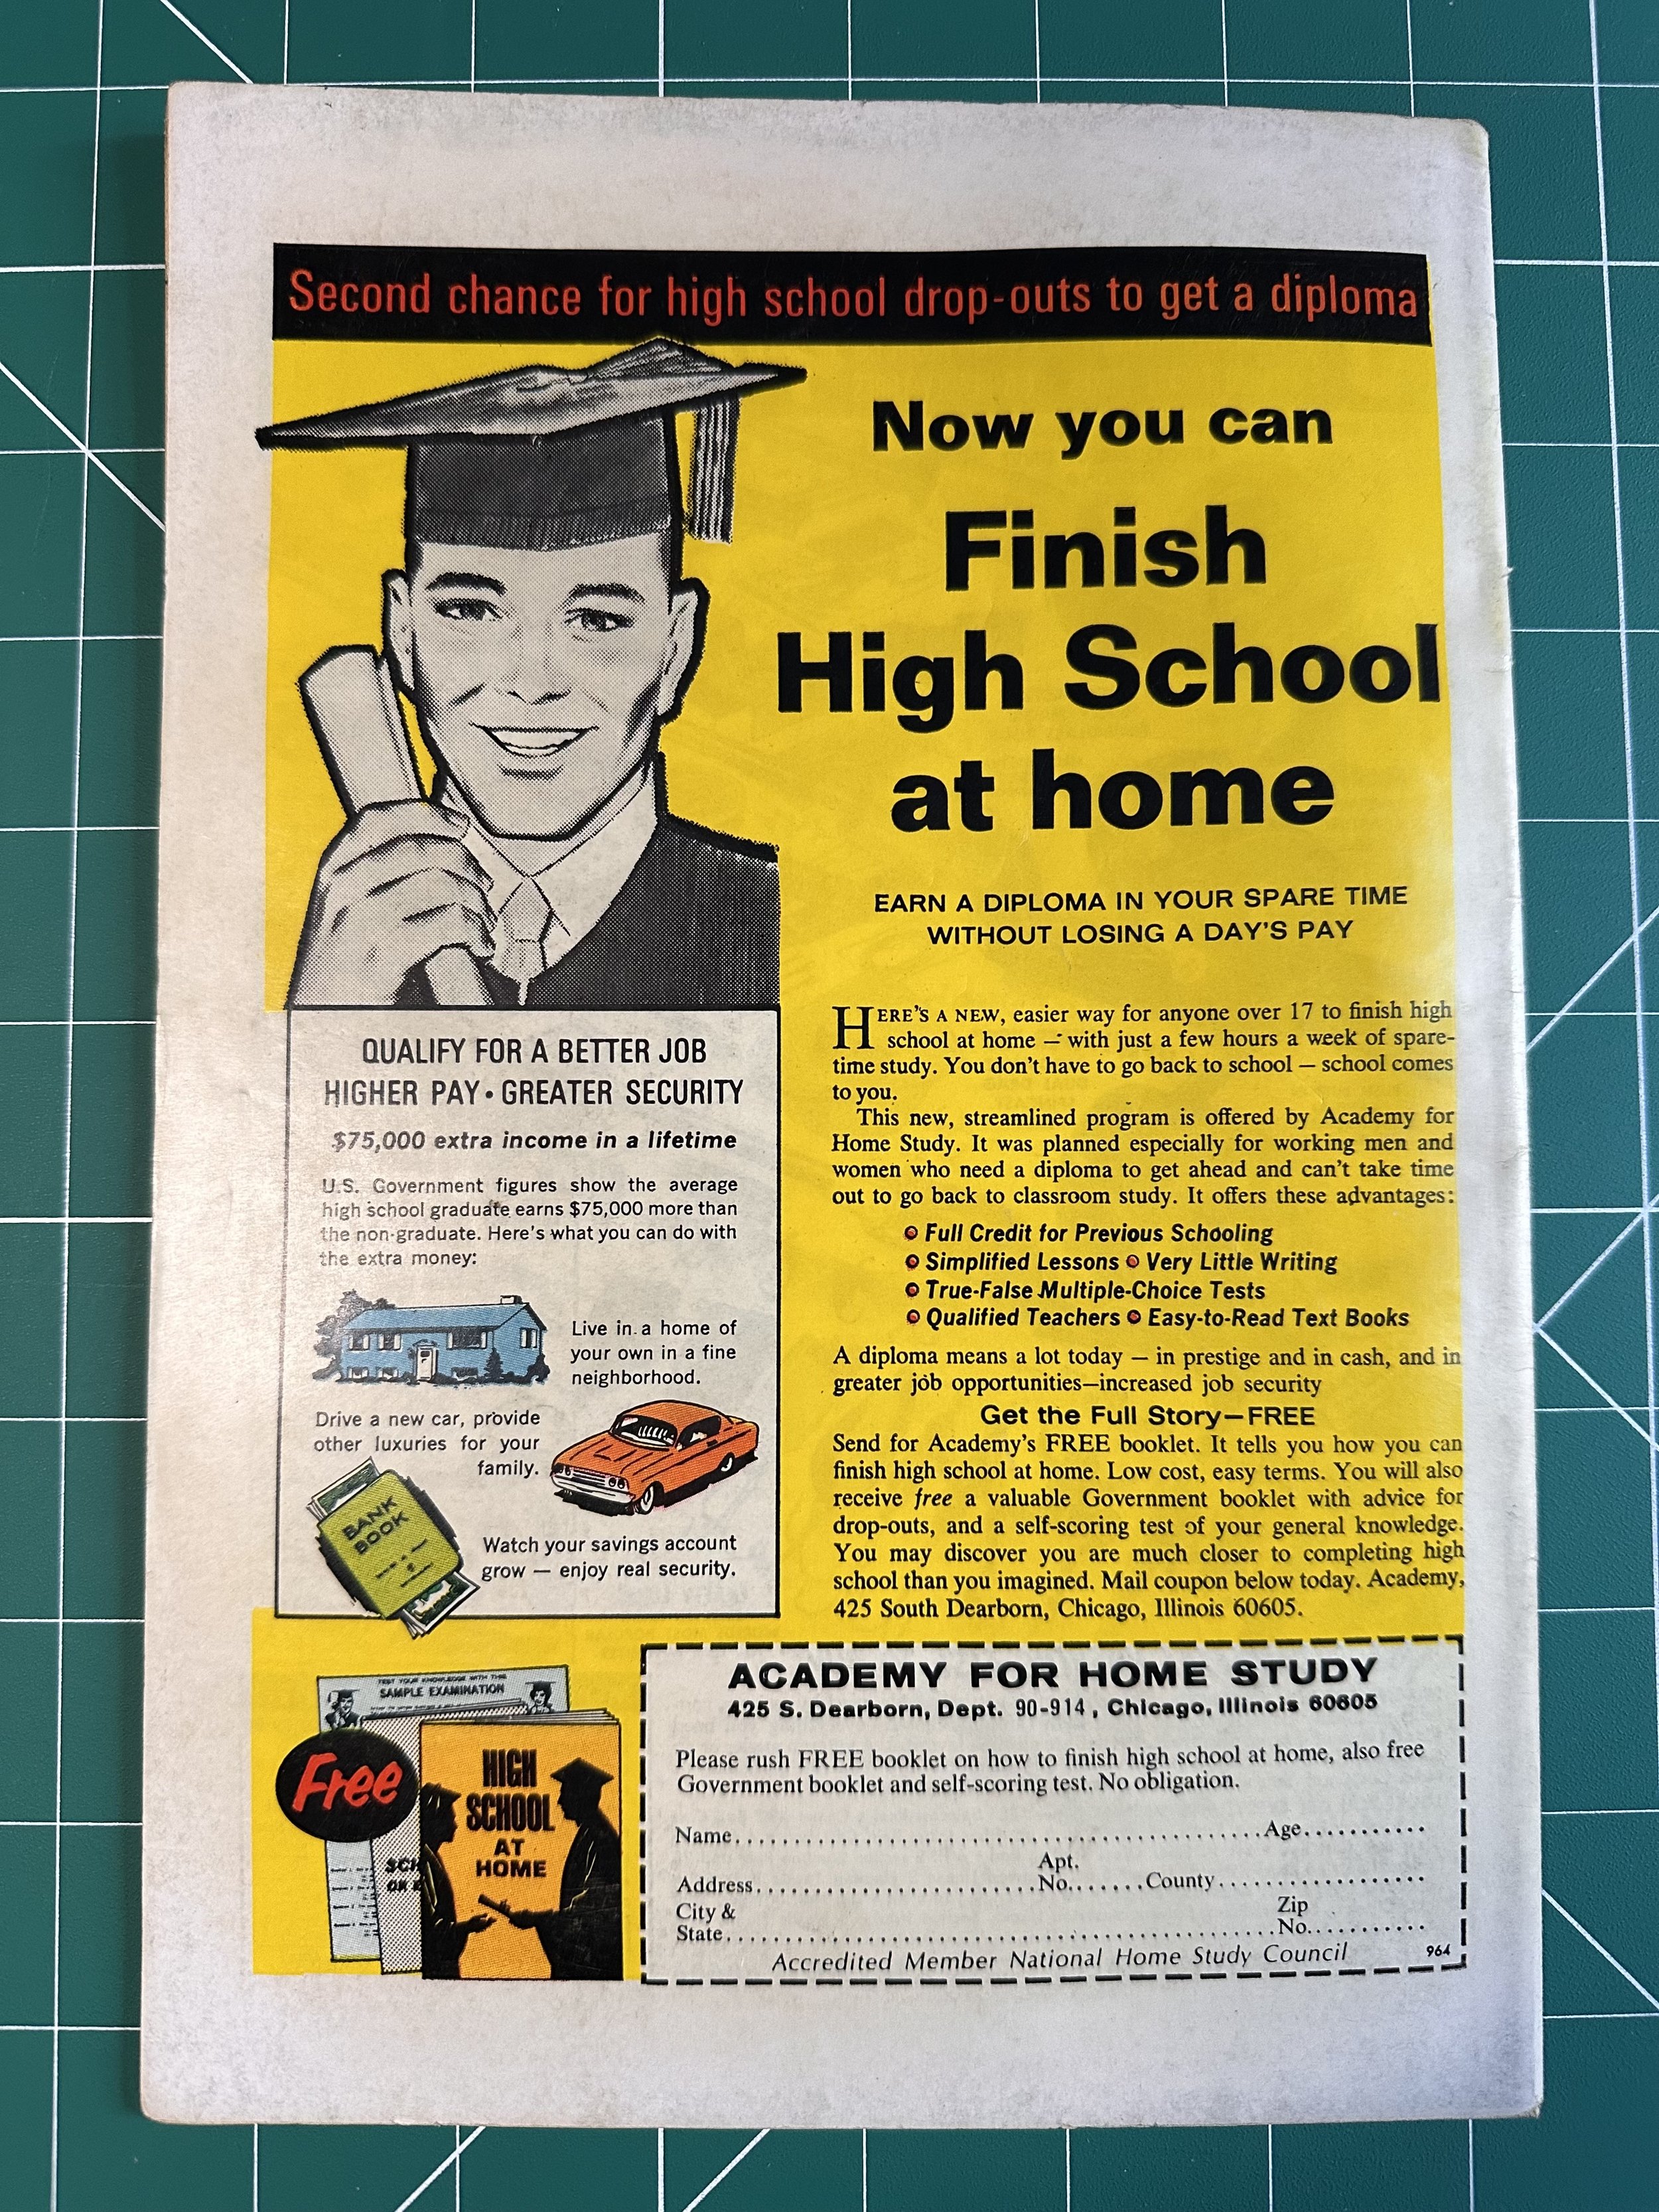 Second chance for high school drop-outs to get a diploma
Now you can
Finish
High School
at home
EARN A DIPLOMA IN YOUR SPARE TIME
WITHOUT LOSING A DAY'S PAY
HERE'S A NEW, easier way for anyone over 17 to finish high
school at home — with just a few hours a week of spare-
time study. You don't have to go back to school — school comes
to you.
This new, streamlined program is offered by Academy for
Home Study. It was planned especially for working men and
women who need a diploma to get ahead and can't take time
out to go back to classroom study. It offers these advantages:
• Full Credit for Previous Schooling
• Simplified Lessons • Very Little Writing
• True-False Multiple-Choice Tests
• Qualified Teachers • Easy-to-Read Text Books
A diploma means a lot today — in prestige and in cash, and in
greater job opportunities—increased job security
Get the Full Story—FREE
Send for Academy's FREE booklet. It tells you how you can
finish high school at home. Low cost, easy terms. You will also
receive free a valuable Government booklet with advice for
drop-outs, and a self-scoring test of your general knowledge.
You may discover you are much closer to completing high
school than you imagined. Mail coupon below today. Academy,
425 South Dearborn, Chicago, Illinois 60605.
QUALIFY FOR A BETTER JOB
HIGHER PAY • GREATER SECURITY
$75,000 extra income in a lifetime
U.S. Government figures show the average
high school graduate earns $75,000 more than
the non-graduate. Here's what you can do with
the extra money:
Live in a home of
your own in a fine
neighborhood.
Drive a new car, provide
other luxuries for your
family.
BANK
BOOK
Watch your savings account
grow — enjoy real security.
TEST YOUR KNOWLEDGE WITH THIS
SAMPLE EXAMINATION
Free
HIGH
SCHOOL
AT
HOME
ACADEMY FOR HOME STUDY
425 S. Dearborn, Dept. 90-914, Chicago, Illinois 60605
Please rush FREE booklet on how to finish high school at home, also free
Government booklet and self-scoring test. No obligation.
Name.......................................................Age...........
Apt.
Address.............................No.......County...................
City & Zip
State........................................................No...........
Accredited Member National Home Study Council 964